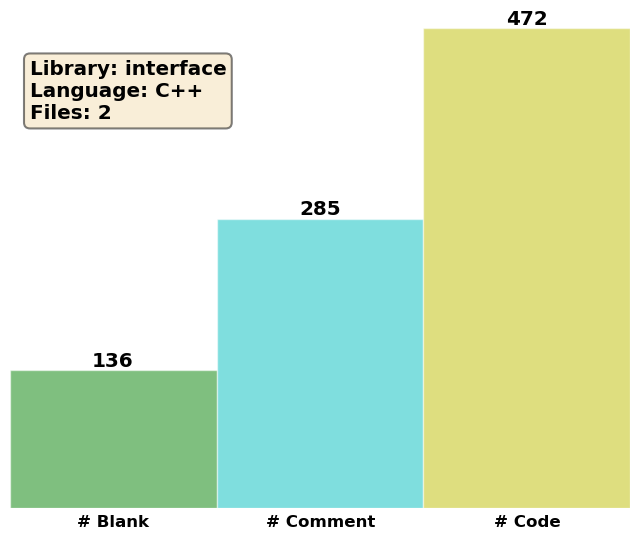 472
Library: interface
Language: C++
Files: 2
285
136
# Blank
# Comment
# Code